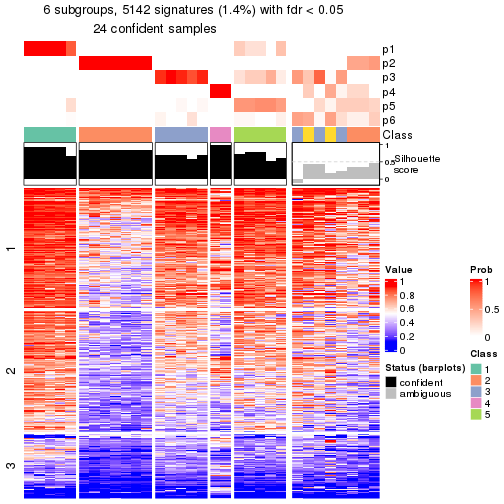 6 subgroups, 5142 signatures (1.4%) with fdr < 0.05
24 confident samples
p1
p2
p3
p4
p5
p6
Class
1
0.5
0
Silhouette
score
1
2
3
Value
1
0.8
0.6
0.4
0.2
0
Status (barplots)
confident
ambiguous
Prob
1
0.5
0
Class
1
2
3
4
5